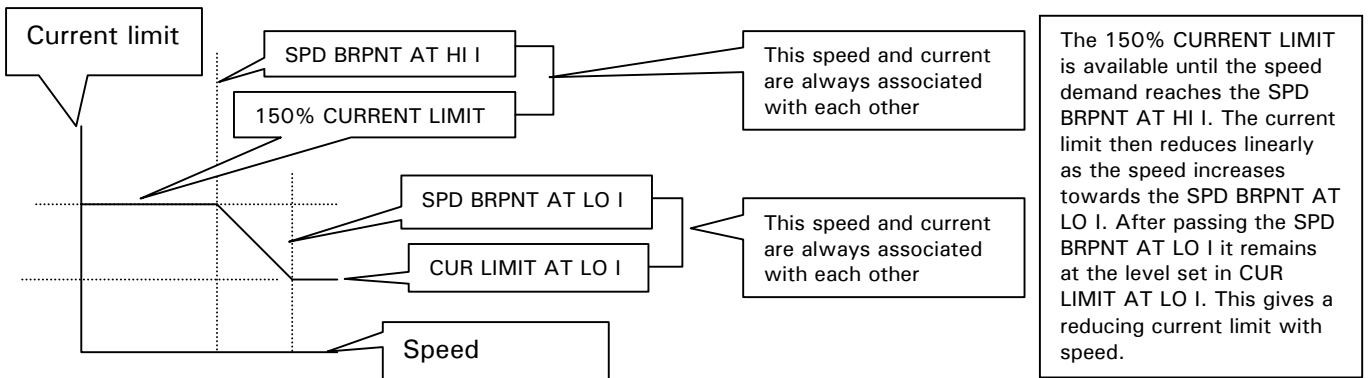 Current limit
SPD BRPNT AT HI I
150% CURRENT LIMIT
This speed and current
are always associated
with each other
SPD BRPNT AT LO I
CUR LIMIT AT LO I
This speed and current
are always associated
with each other
Speed
The 150% CURRENT LIMIT
is available until the speed
demand reaches the SPD
BRPNT AT HI I. The current
limit then reduces linearly
as the speed increases
towards the SPD BRPNT AT
LO I. After passing the SPD
BRPNT AT LO I it remains
at the level set in CUR
LIMIT AT LO I. This gives a
reducing current limit with
speed.